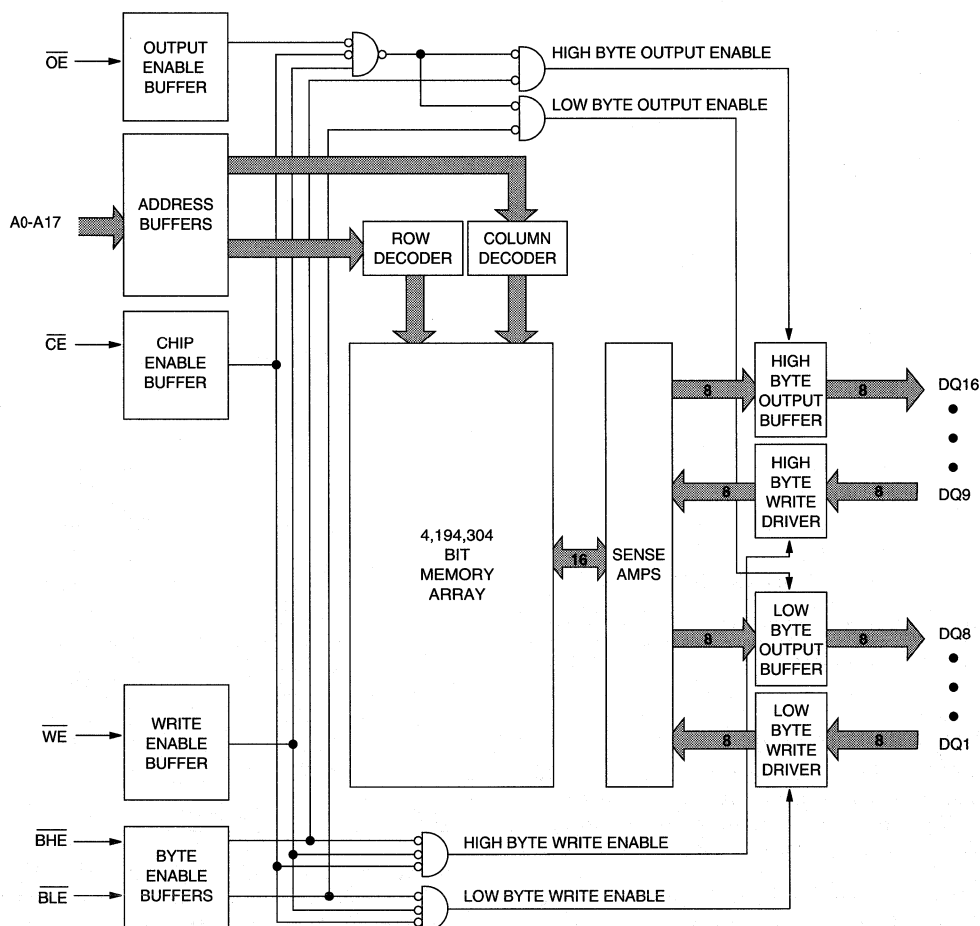 OE
OUTPUT
ENABLE
BUFFER
HIGH BYTE OUTPUT ENABLE
LOW BYTE OUTPUT ENABLE
A0-A17
ADDRESS
BUFFERS
ROW
DECODER
COLUMN
DECODER
CE
CHIP
ENABLE
BUFFER
4,194,304
BIT
MEMORY
ARRAY
16
SENSE
AMPS
8
HIGH
BYTE
OUTPUT
BUFFER
8
DQ16
8
HIGH
BYTE
WRITE
DRIVER
8
DQ9
8
LOW
BYTE
OUTPUT
BUFFER
8
DQ8
8
LOW
BYTE
WRITE
DRIVER
8
DQ1
WE
WRITE
ENABLE
BUFFER
BHE
BLE
BYTE
ENABLE
BUFFERS
HIGH BYTE WRITE ENABLE
LOW BYTE WRITE ENABLE